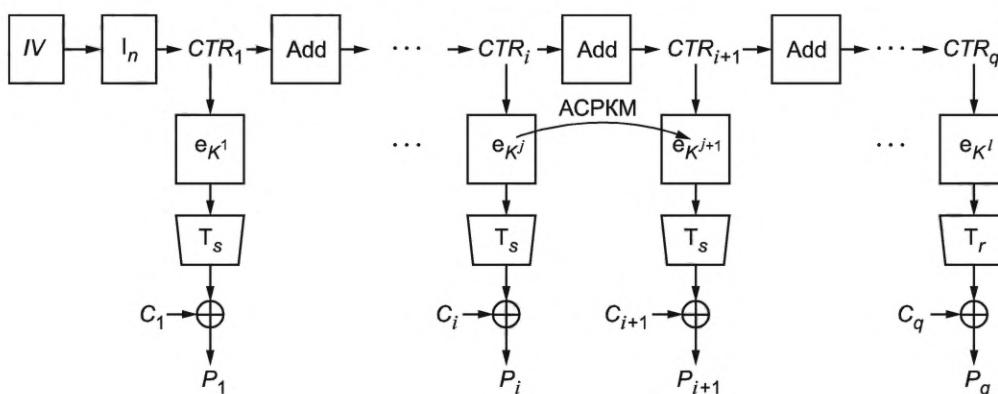 IV I_n CTR_1 Add ... CTR_i Add CTR_{i+1} Add ... CTR_q
АСРКМ
e_{K^1} ... e_{K^j} e_{K^{j+1}} ... e_{K^l}
T_s T_s T_s T_r
C_1 C_i C_{i+1} C_q
P_1 P_i P_{i+1} P_q